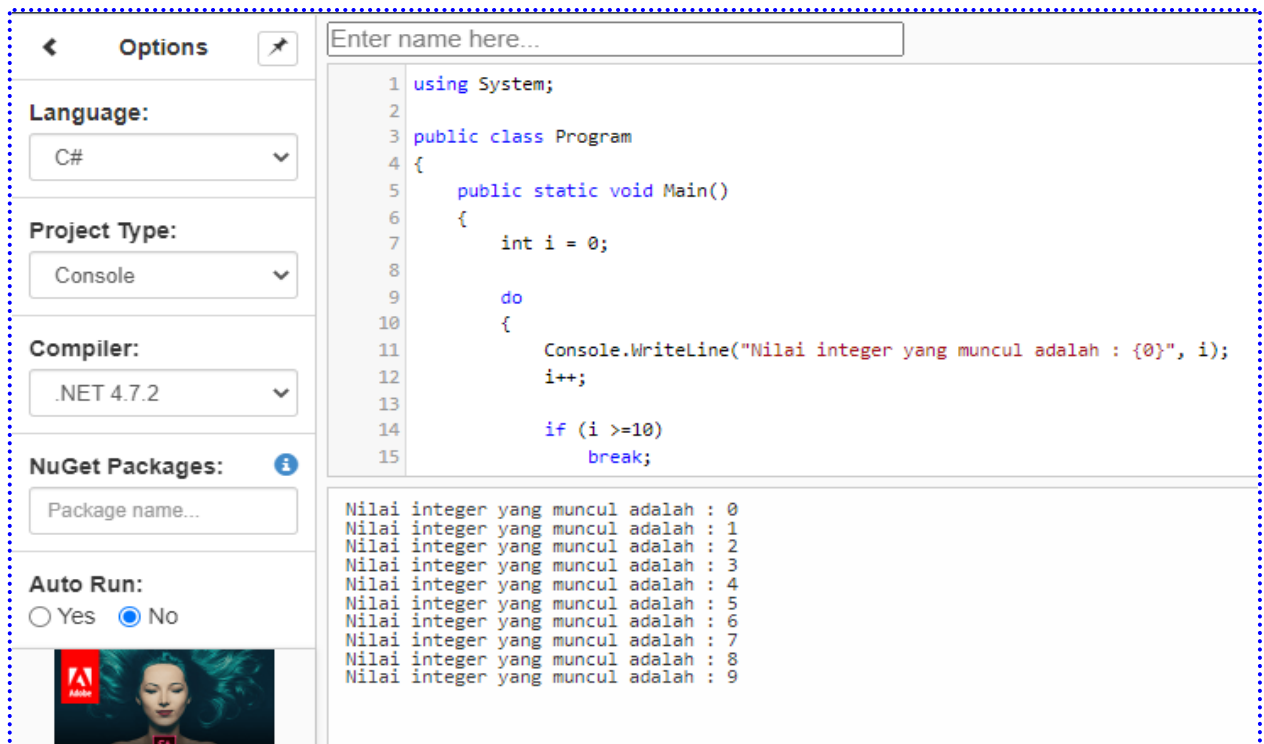 Options
Language:
C#
Project Type:
Console
Compiler:
.NET 4.7.2
NuGet Packages:
Package name...
Auto Run:
Yes No
Adobe
Enter name here...
1 using System;
2
3 public class Program
4 {
5 public static void Main()
6 {
7 int i = 0;
8
9 do
10 {
11 Console.WriteLine("Nilai integer yang muncul adalah : {0}", i);
12 i++;
13
14 if (i >=10)
15 break;
Nilai integer yang muncul adalah : 0
Nilai integer yang muncul adalah : 1
Nilai integer yang muncul adalah : 2
Nilai integer yang muncul adalah : 3
Nilai integer yang muncul adalah : 4
Nilai integer yang muncul adalah : 5
Nilai integer yang muncul adalah : 6
Nilai integer yang muncul adalah : 7
Nilai integer yang muncul adalah : 8
Nilai integer yang muncul adalah : 9